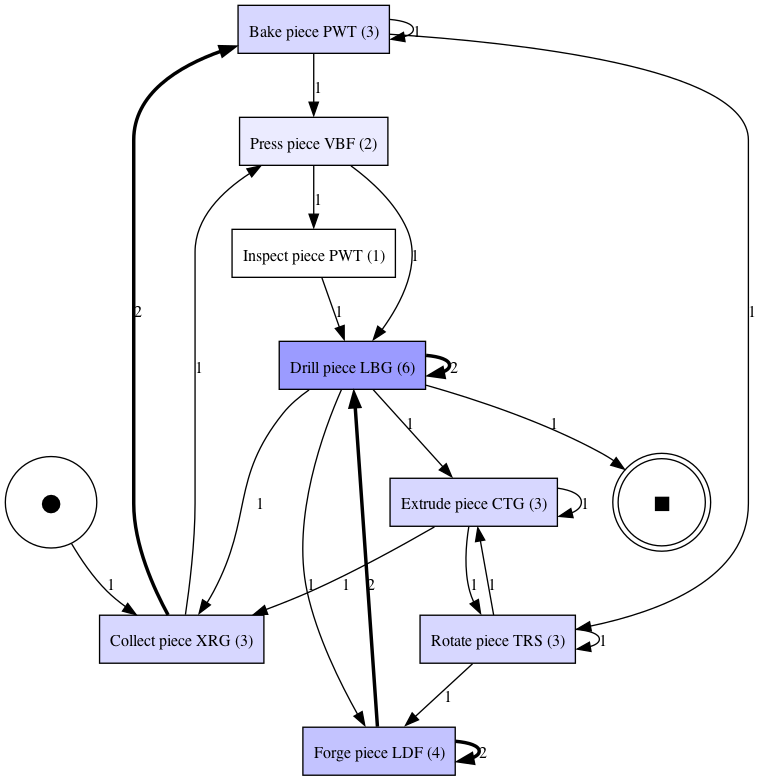 Bake piece PWT (3)
1
1
Press piece VBF (2)
1
Inspect piece PWT (1)
1
2
1
1
1
Drill piece LBG (6)
2
1
1
Extrude piece CTG (3)
1
1
1
1
1
2
1
1
Collect piece XRG (3)
Rotate piece TRS (3)
1
1
Forge piece LDF (4)
2